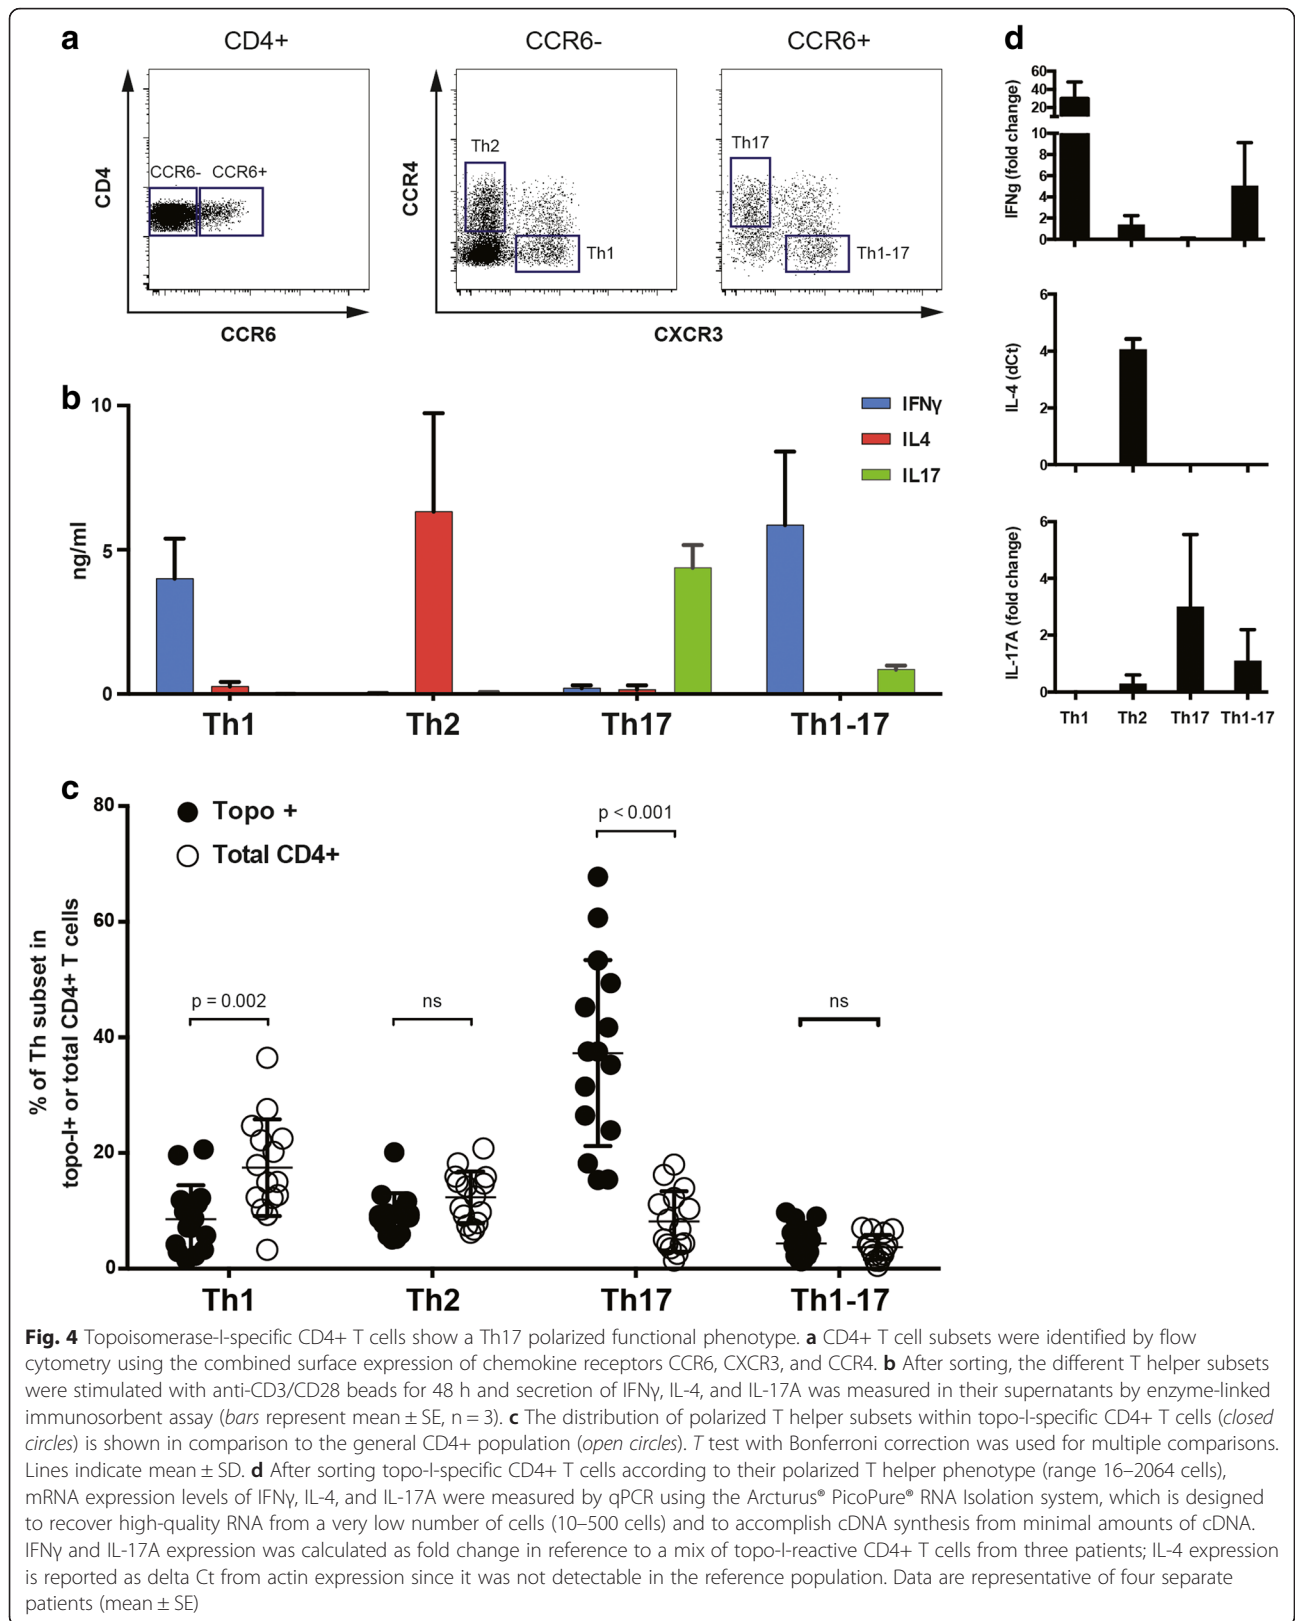 a
CD4+
CCR6-
CCR6+
CD4
CCR6-
CCR6+
CCR6
CCR4
Th2
Th1
Th17
Th1-17
CXCR3
b
10
5
0
ng/ml
IFNγ
IL4
IL17
Th1
Th2
Th17
Th1-17
d
60
40
20
10
8
6
4
2
0
IFNg (fold change)
6
4
2
0
IL-4 (dCt)
6
4
2
0
IL-17A (fold change)
Th1
Th2
Th17
Th1-17
c
80
60
40
20
0
% of Th subset in
topo-I+ or total CD4+ T cells
Topo +
Total CD4+
p = 0.002
ns
p < 0.001
ns
Th1
Th2
Th17
Th1-17
Fig. 4 Topoisomerase-I-specific CD4+ T cells show a Th17 polarized functional phenotype. a CD4+ T cell subsets were identified by flow
cytometry using the combined surface expression of chemokine receptors CCR6, CXCR3, and CCR4. b After sorting, the different T helper subsets
were stimulated with anti-CD3/CD28 beads for 48 h and secretion of IFNγ, IL-4, and IL-17A was measured in their supernatants by enzyme-linked
immunosorbent assay (bars represent mean ± SE, n = 3). c The distribution of polarized T helper subsets within topo-I-specific CD4+ T cells (closed
circles) is shown in comparison to the general CD4+ population (open circles). T test with Bonferroni correction was used for multiple comparisons.
Lines indicate mean ± SD. d After sorting topo-I-specific CD4+ T cells according to their polarized T helper phenotype (range 16–2064 cells),
mRNA expression levels of IFNγ, IL-4, and IL-17A were measured by qPCR using the Arcturus® PicoPure® RNA Isolation system, which is designed
to recover high-quality RNA from a very low number of cells (10–500 cells) and to accomplish cDNA synthesis from minimal amounts of cDNA.
IFNγ and IL-17A expression was calculated as fold change in reference to a mix of topo-I-reactive CD4+ T cells from three patients; IL-4 expression
is reported as delta Ct from actin expression since it was not detectable in the reference population. Data are representative of four separate
patients (mean ± SE)